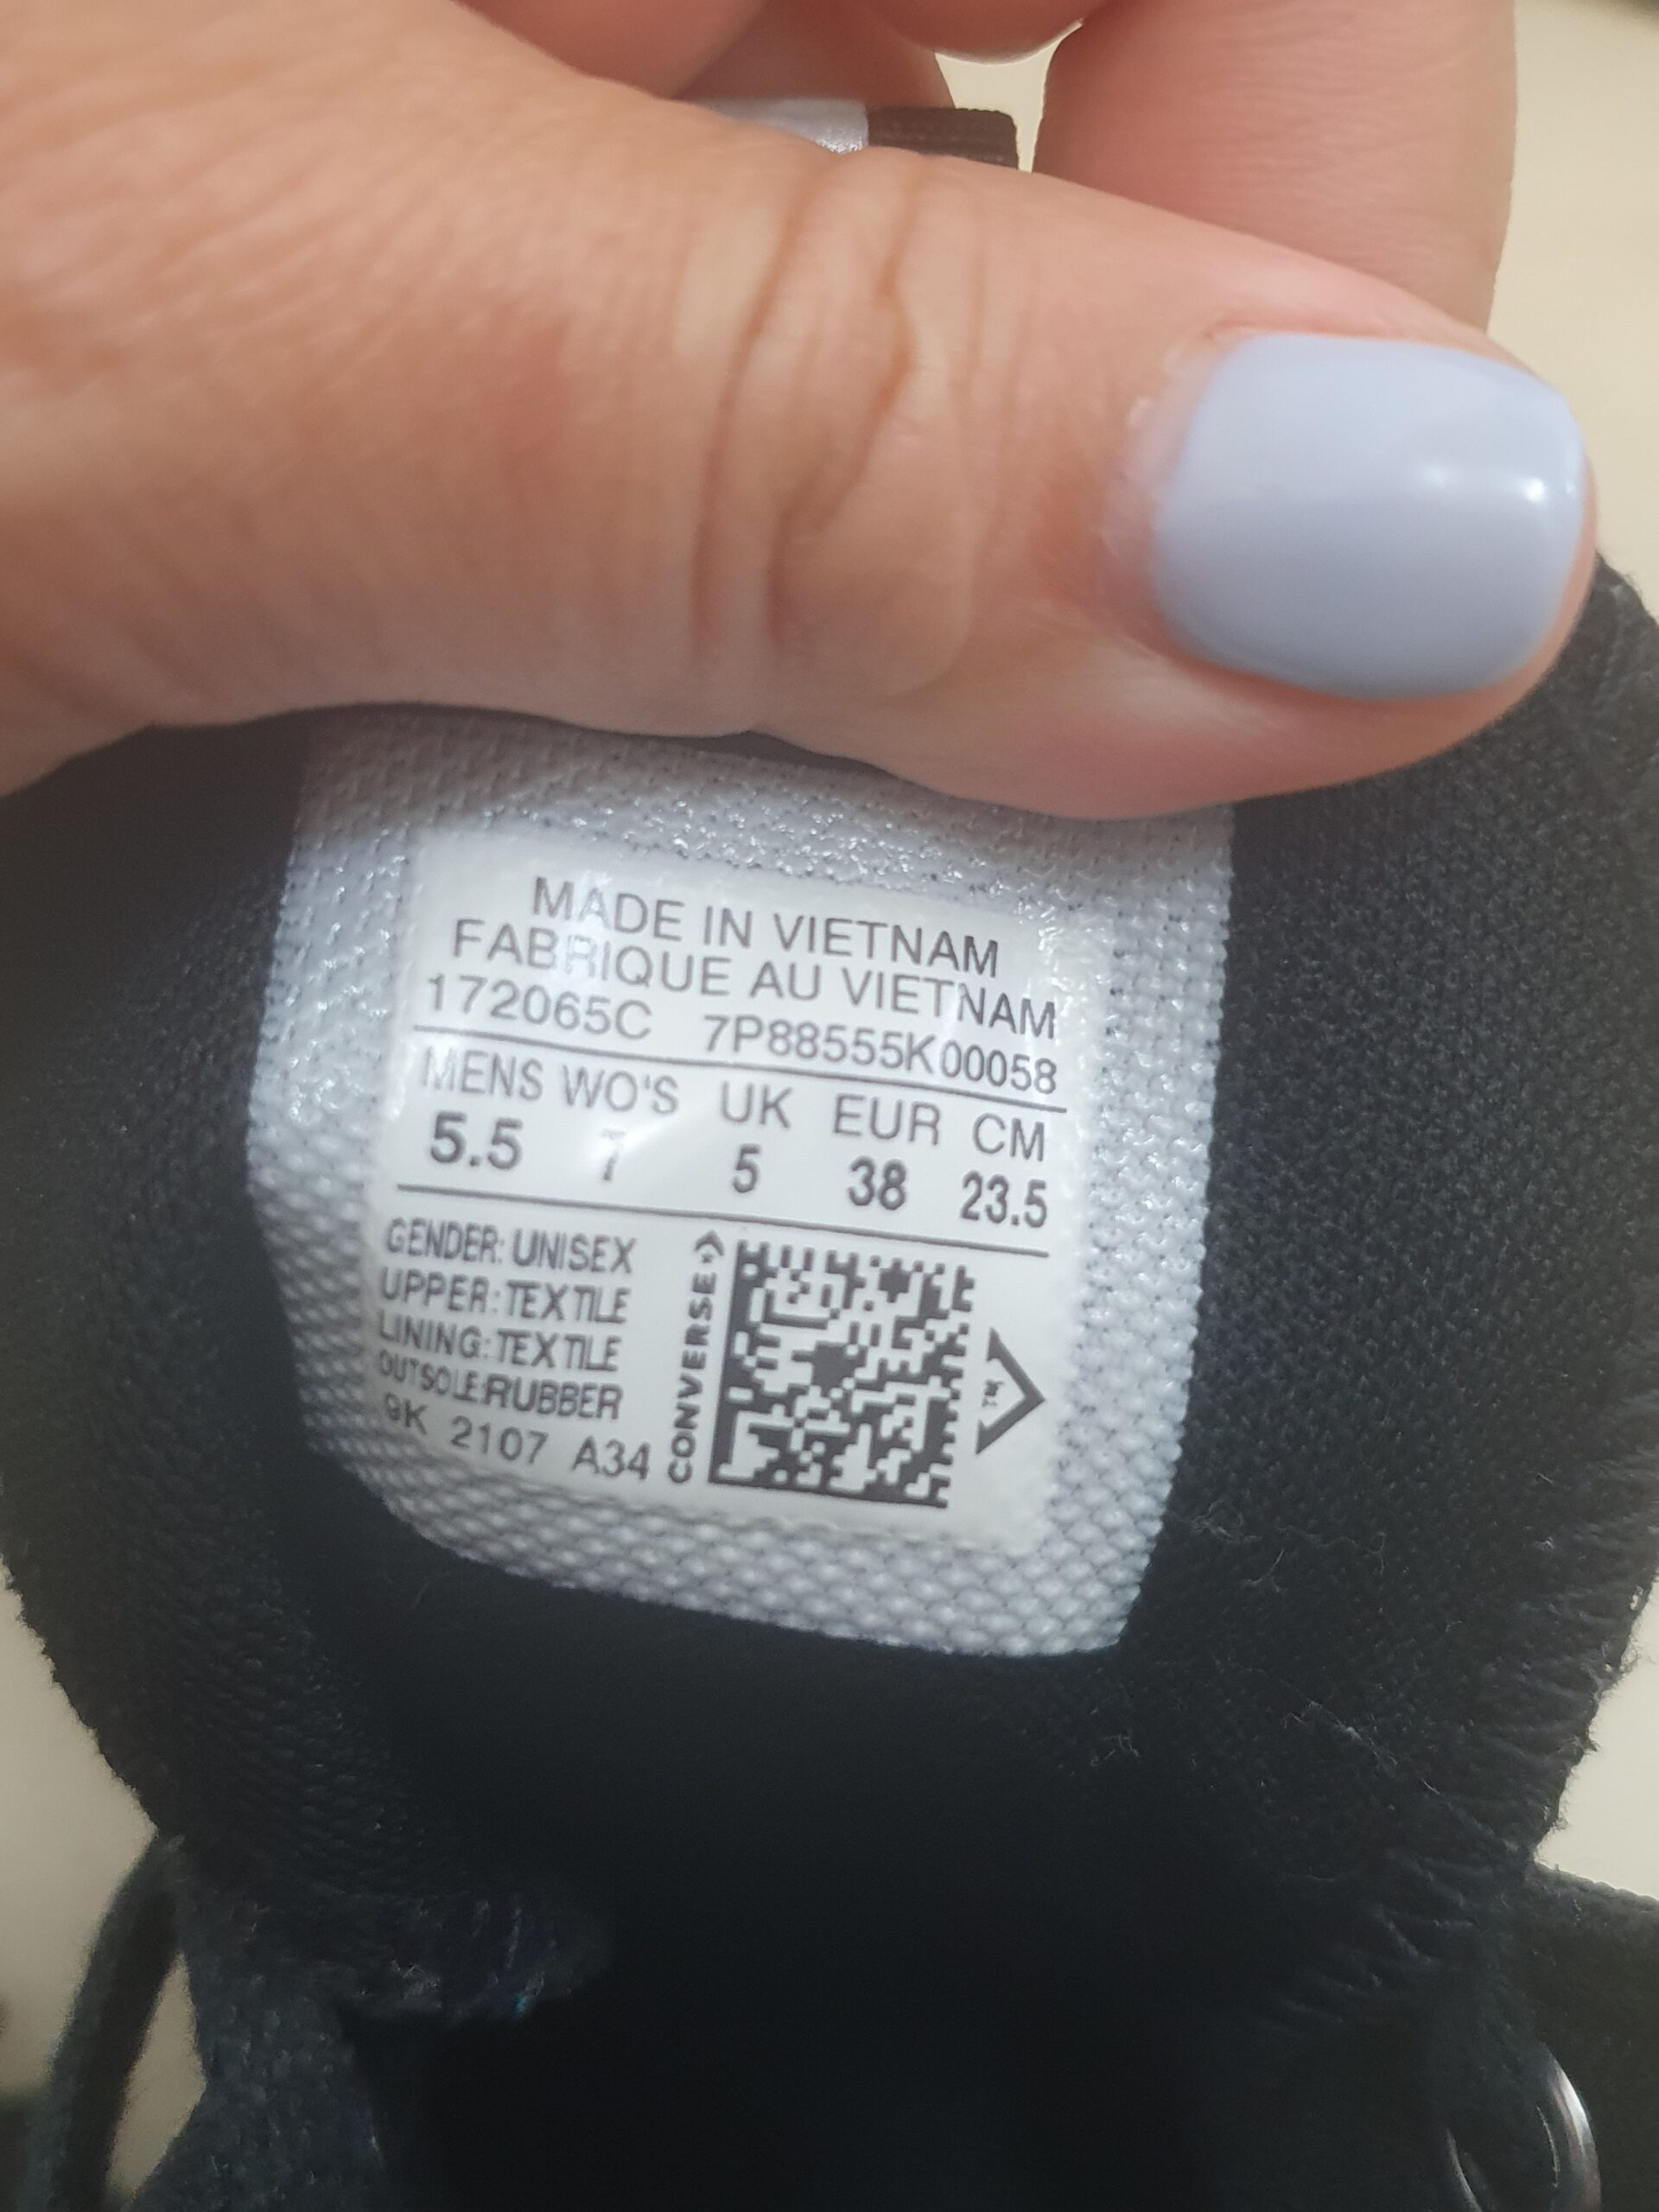 MADE IN VIETNAM
FABRIQUE AU VIETNAM
172065C 7P88555K00058
MENS WO'S UK EUR CM
5.5 7 5 38 23.5
GENDER: UNISEX
UPPER: TEXTILE
LINING: TEXTILE
OUTSOLE:RUBBER
9K 2107 A34
CONVERSE
TM